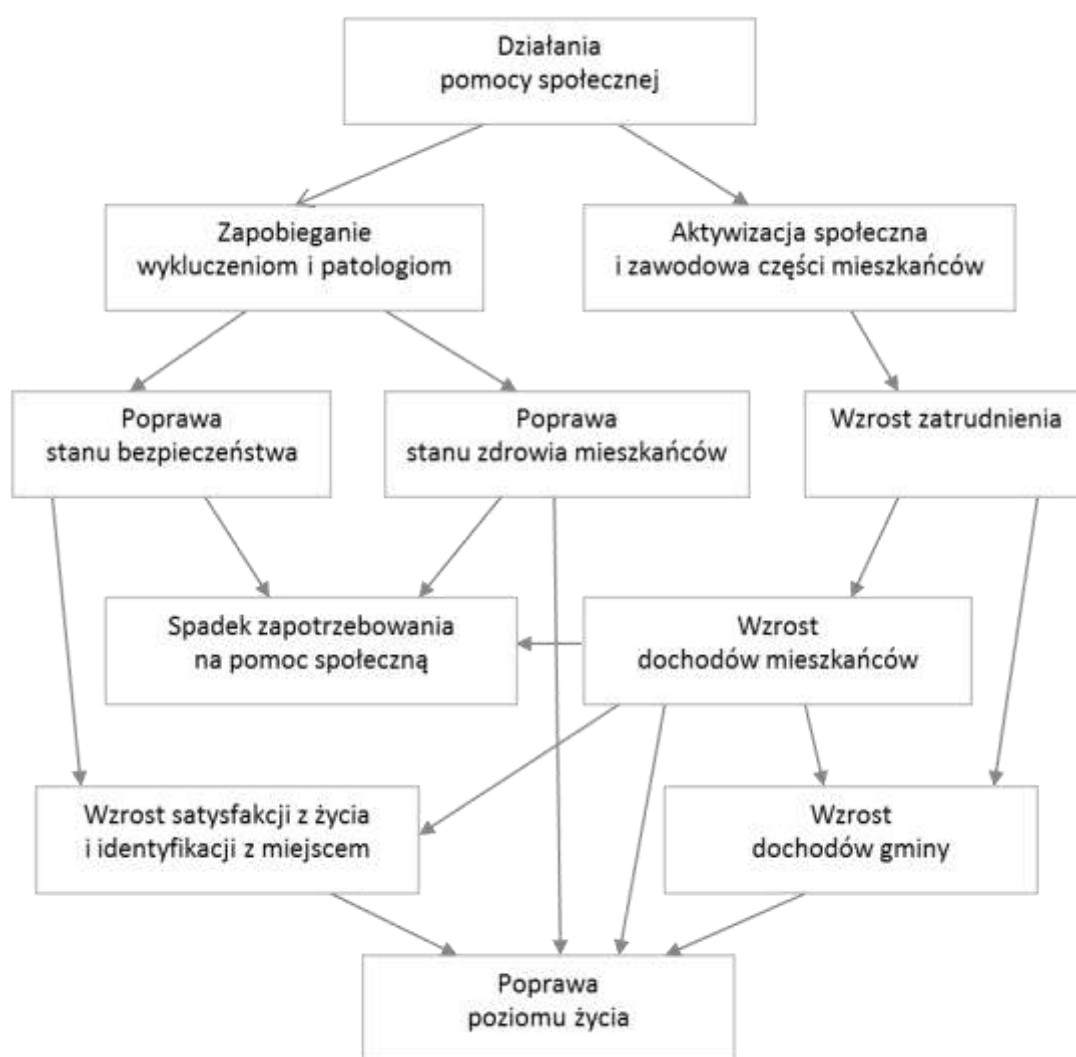 Działania
pomocy społecznej
Zapobieganie
wykluczeniom i patologiom
Aktywizacja społeczna
i zawodowa części mieszkańców
Poprawa
stanu bezpieczeństwa
Poprawa
stanu zdrowia mieszkańców
Wzrost zatrudnienia
Spadek zapotrzebowania
na pomoc społeczną
Wzrost
dochodów mieszkańców
Wzrost satysfakcji z życia
i identyfikacji z miejscem
Wzrost
dochodów gminy
Poprawa
poziomu życia